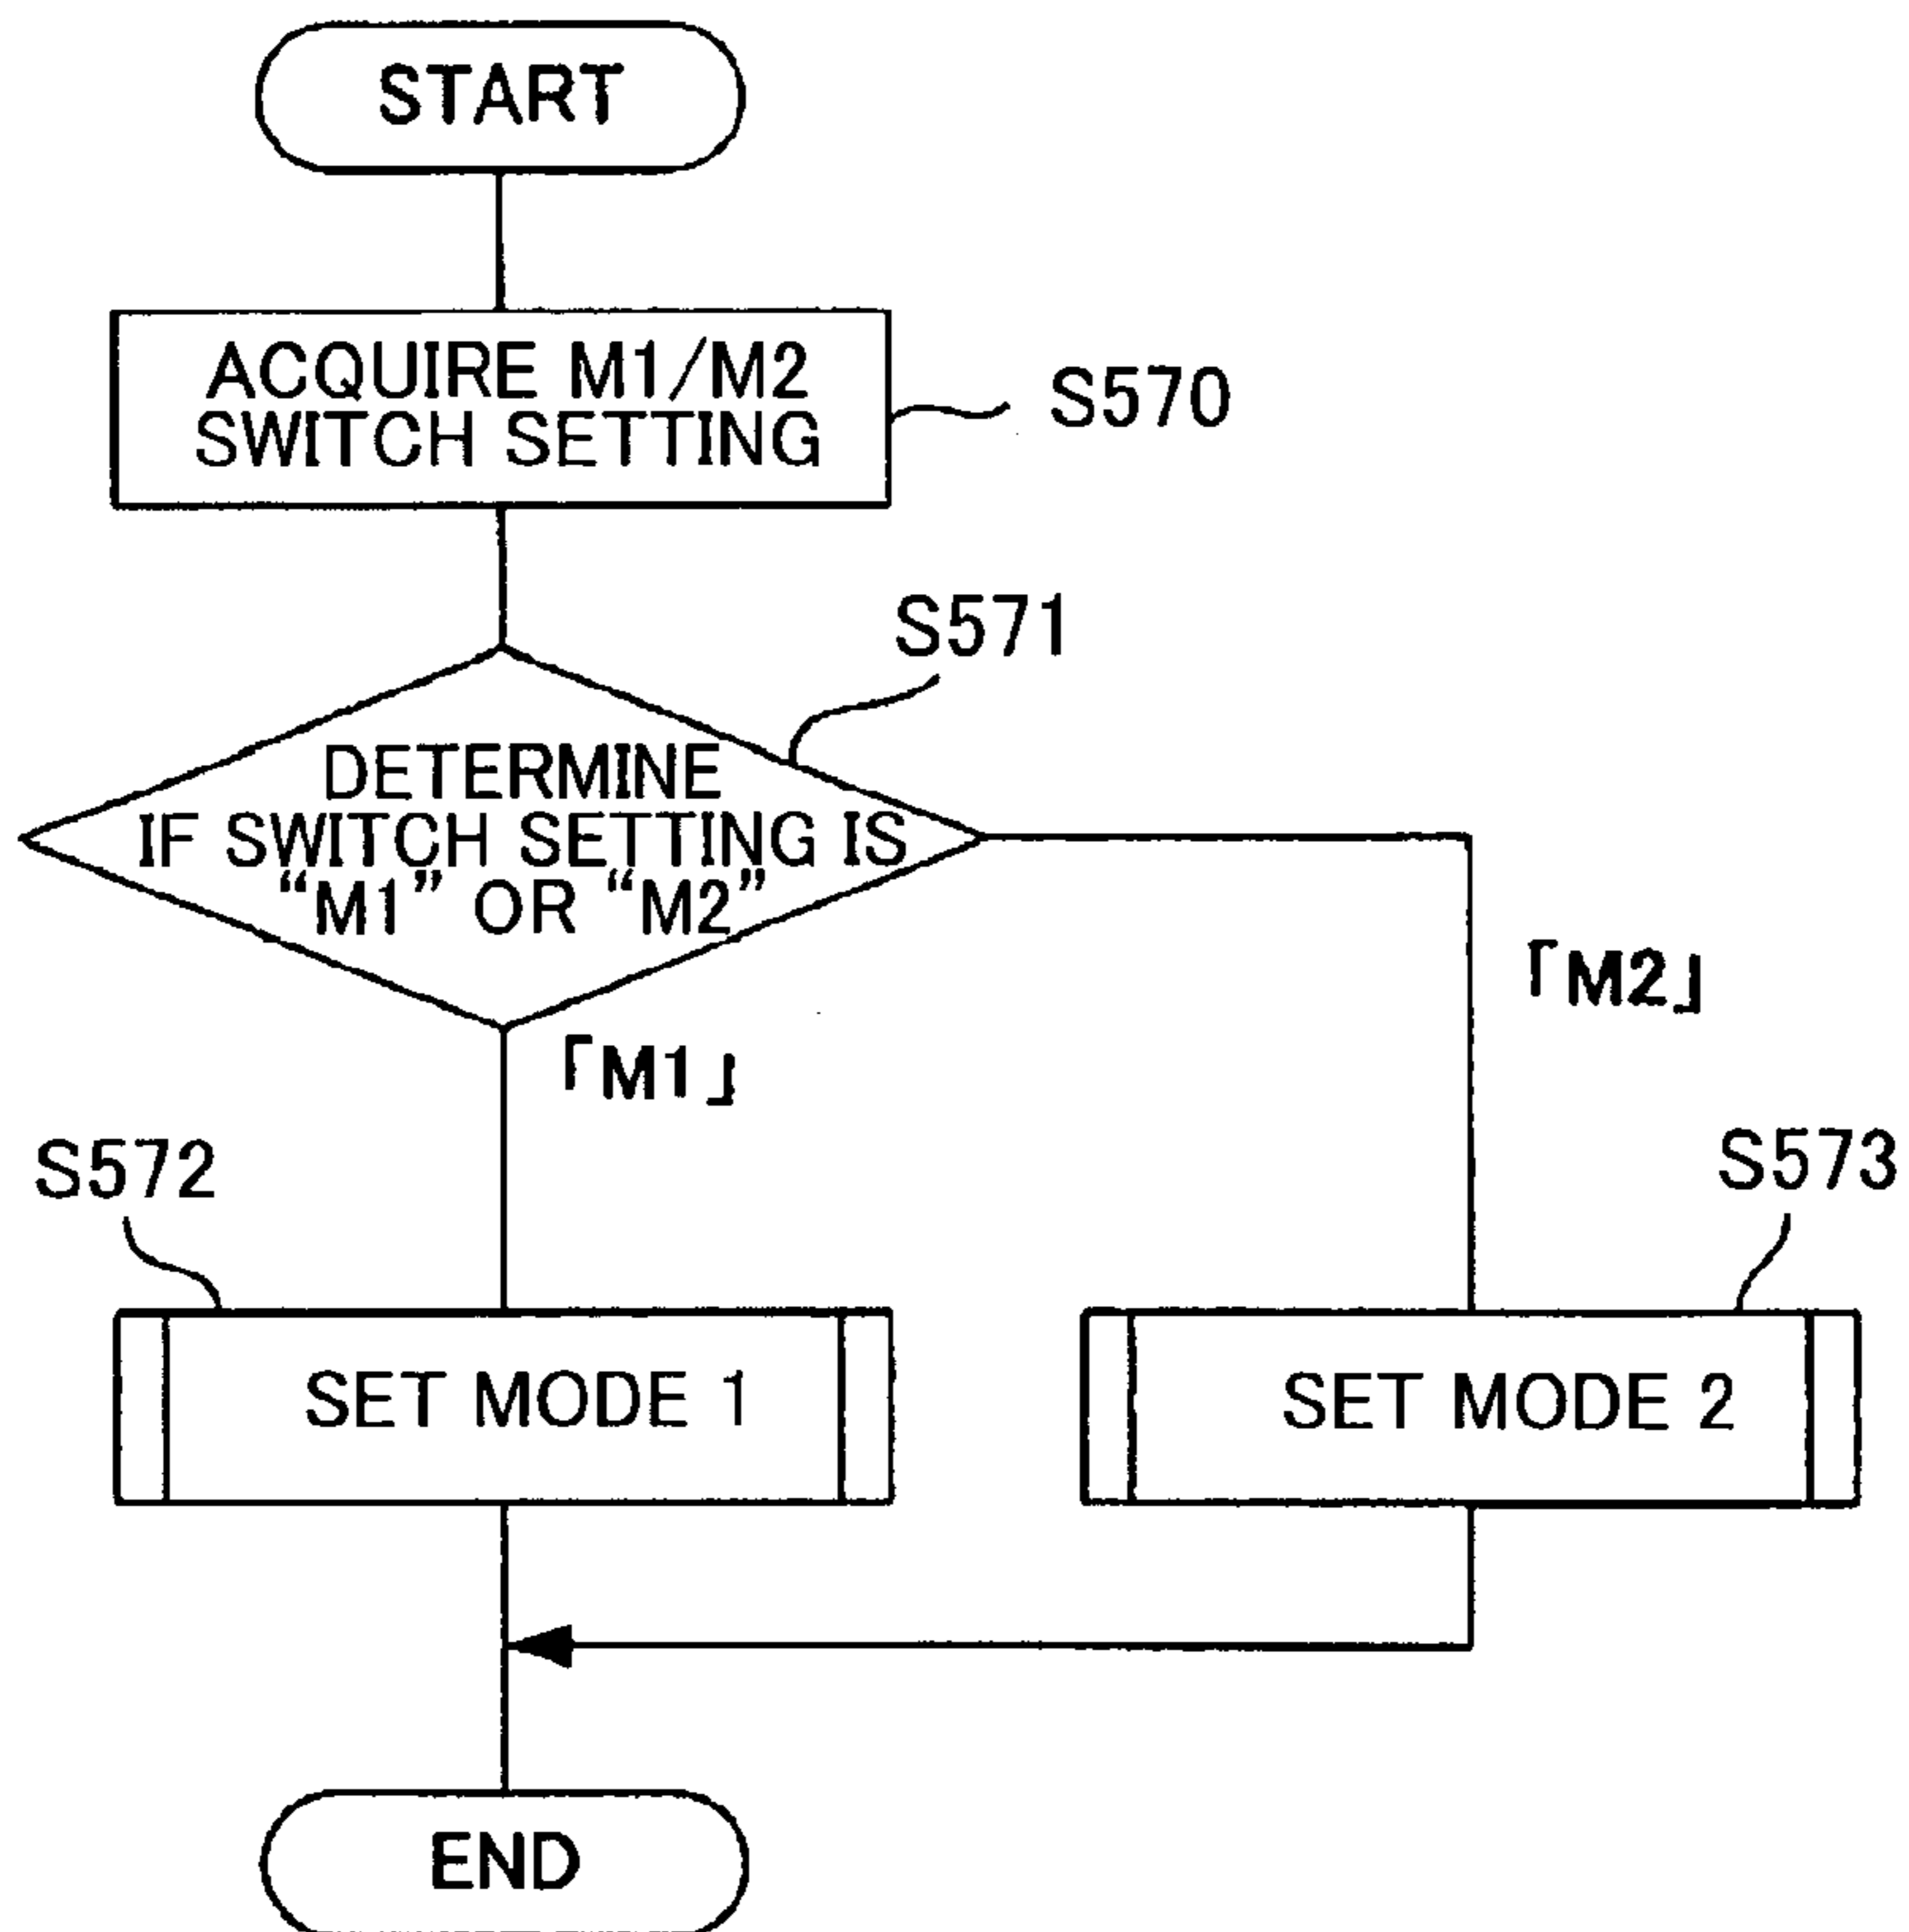 START
ACQUIRE M1/M2
SWITCH SETTING
S570
S571
DETERMINE
IF SWITCH SETTING IS
“M1” OR “M2”
「M2」
「M1」
S572
S573
SET MODE 1
SET MODE 2
END